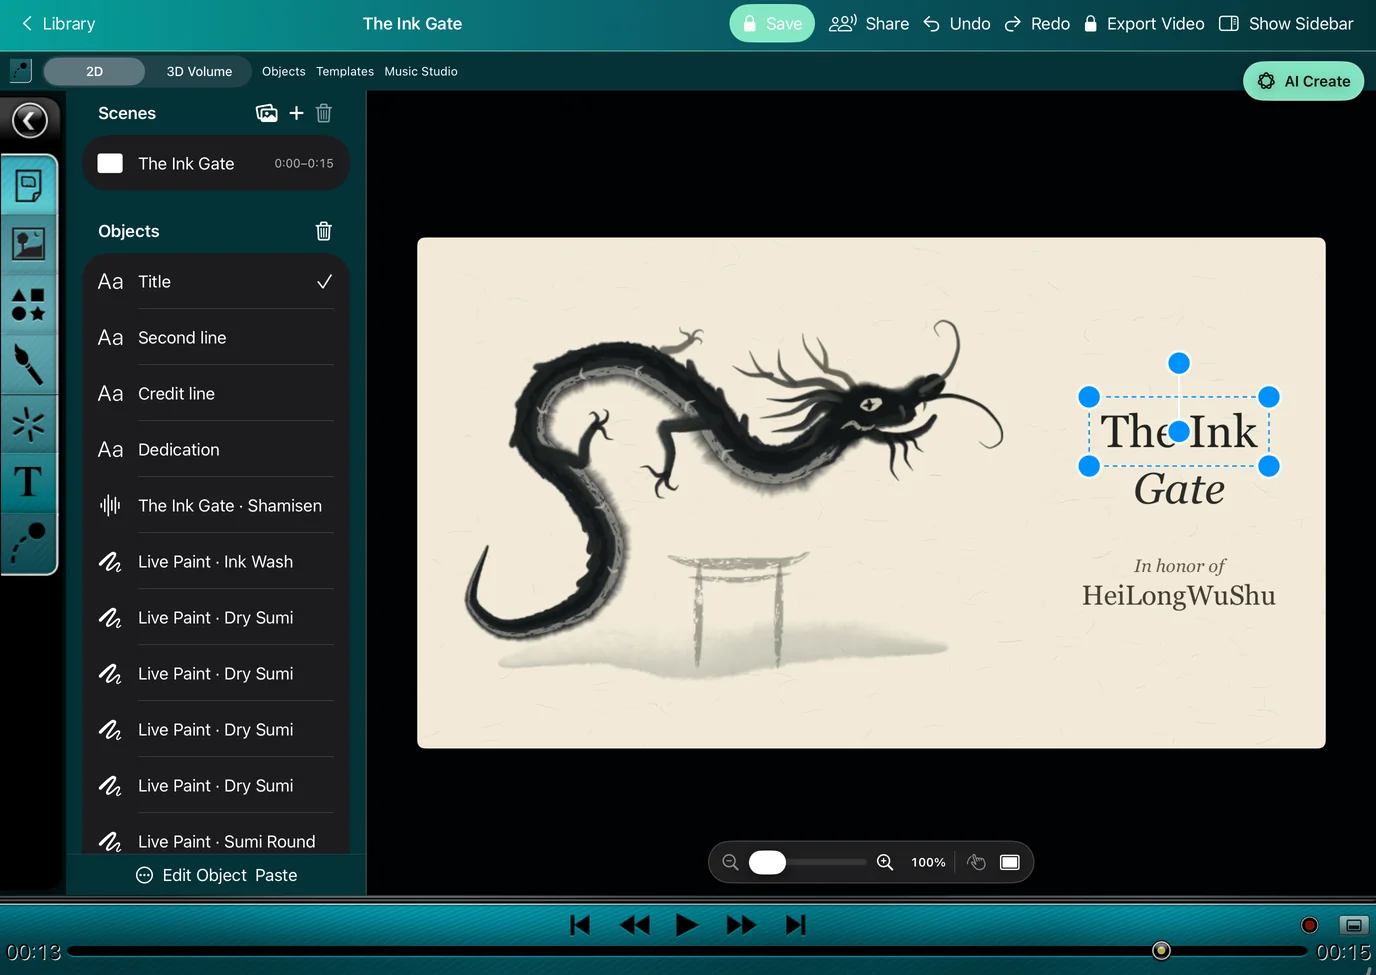 Library
The Ink Gate
Save
Share
Undo
Redo
Export Video
Show Sidebar
2D
3D Volume
Objects
Templates
Music Studio
AI Create
Scenes
The Ink Gate
0:00–0:15
Objects
Aa Title
Aa Second line
Aa Credit line
Aa Dedication
The Ink Gate · Shamisen
Live Paint · Ink Wash
Live Paint · Dry Sumi
Live Paint · Dry Sumi
Live Paint · Dry Sumi
Live Paint · Dry Sumi
Live Paint · Sumi Round
Edit Object
Paste
T
The Ink
Gate
In honor of
HeiLongWuShu
100%
00:13
00:15